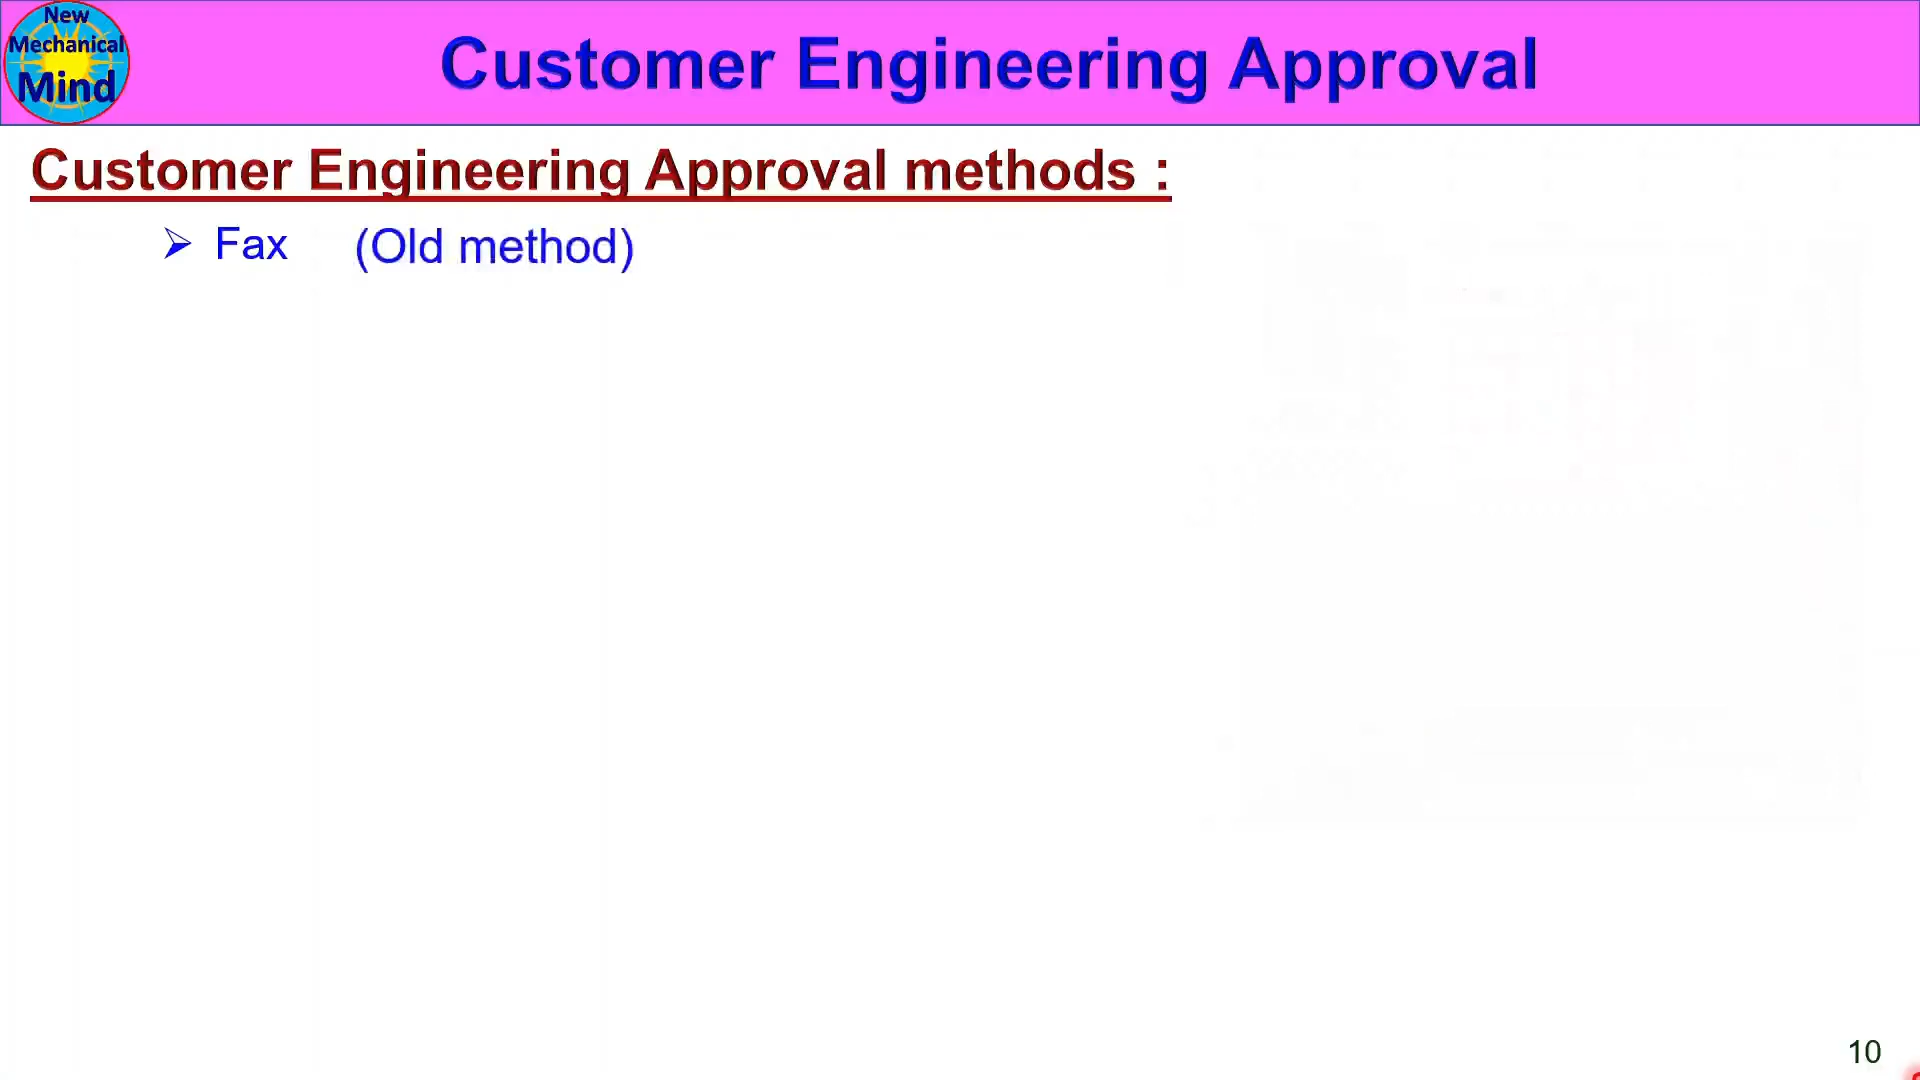 New
Mechanical
Mind
Customer Engineering Approval
Customer Engineering Approval methods :
➢ Fax (Old method)
10